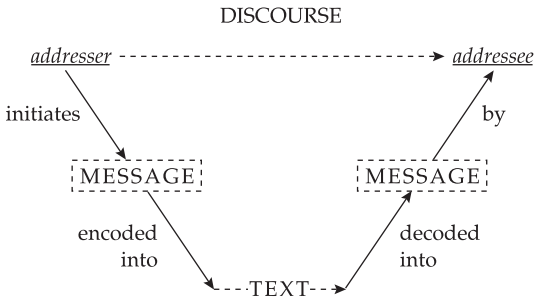 DISCOURSE
addresser addressee
initiates by
MESSAGE MESSAGE
encoded decoded
into into
TEXT